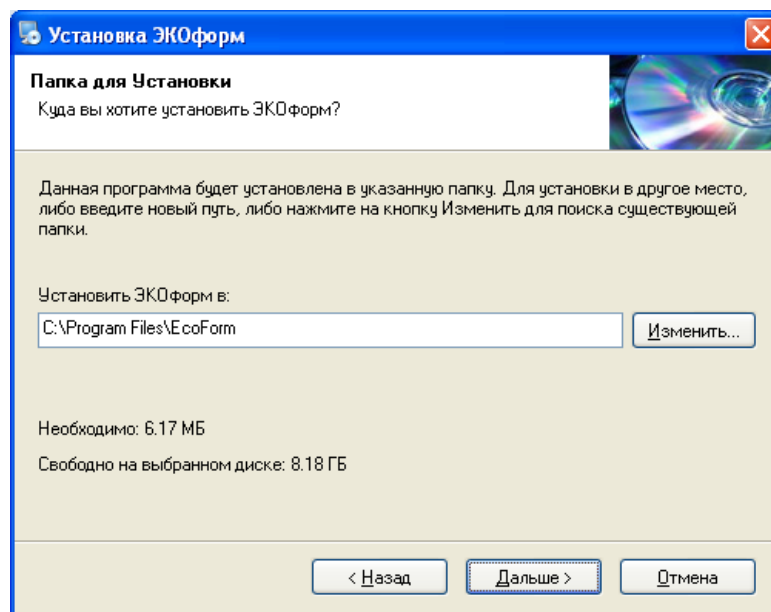 Установка ЭКОформ
Папка для Установки
Куда вы хотите установить ЭКОформ?
Данная программа будет установлена в указанную папку. Для установки в другое место,
либо введите новый путь, либо нажмите на кнопку Изменить для поиска существующей
папки.
Установить ЭКОформ в:
C:\Program Files\EcoForm
Изменить...
Необходимо: 6.17 МБ
Свободно на выбранном диске: 8.18 ГБ
< Назад
Дальше >
Отмена